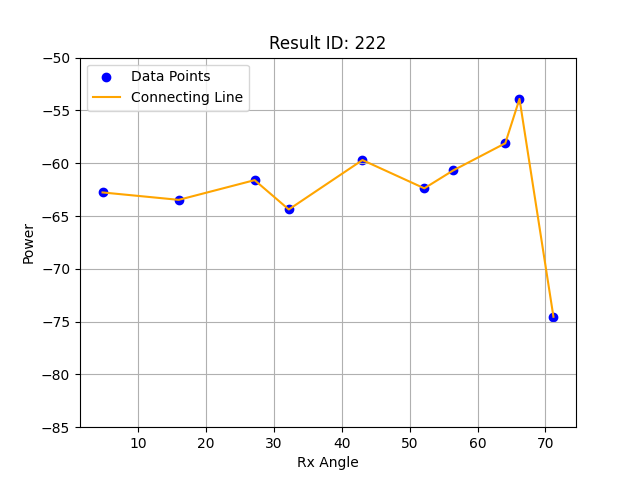 Result ID: 222
Data Points
Connecting Line
−50
−55
−60
−65
−70
−75
−80
−85
Power
10 20 30 40 50 60 70
Rx Angle